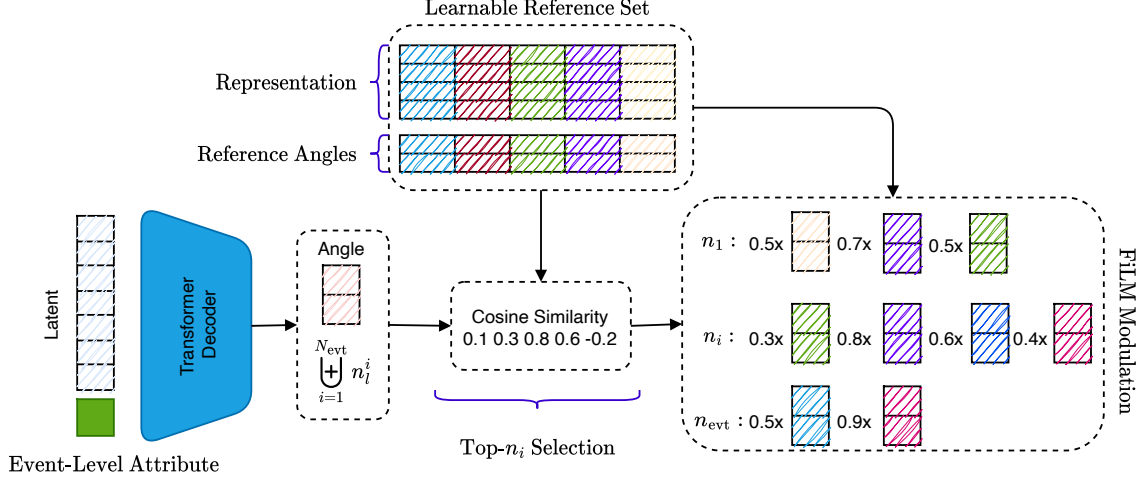 Learnable Reference Set
Representation
Reference Angles
Latent
Transformer
Decoder
Event-Level Attribute
Angle
N_evt
⊎ n_l^i
i=1
Cosine Similarity
0.1 0.3 0.8 0.6 -0.2
Top-n_i Selection
n_1 : 0.5x 0.7x 0.5x
n_i : 0.3x 0.8x 0.6x 0.4x
n_evt : 0.5x 0.9x
FiLM Modulation